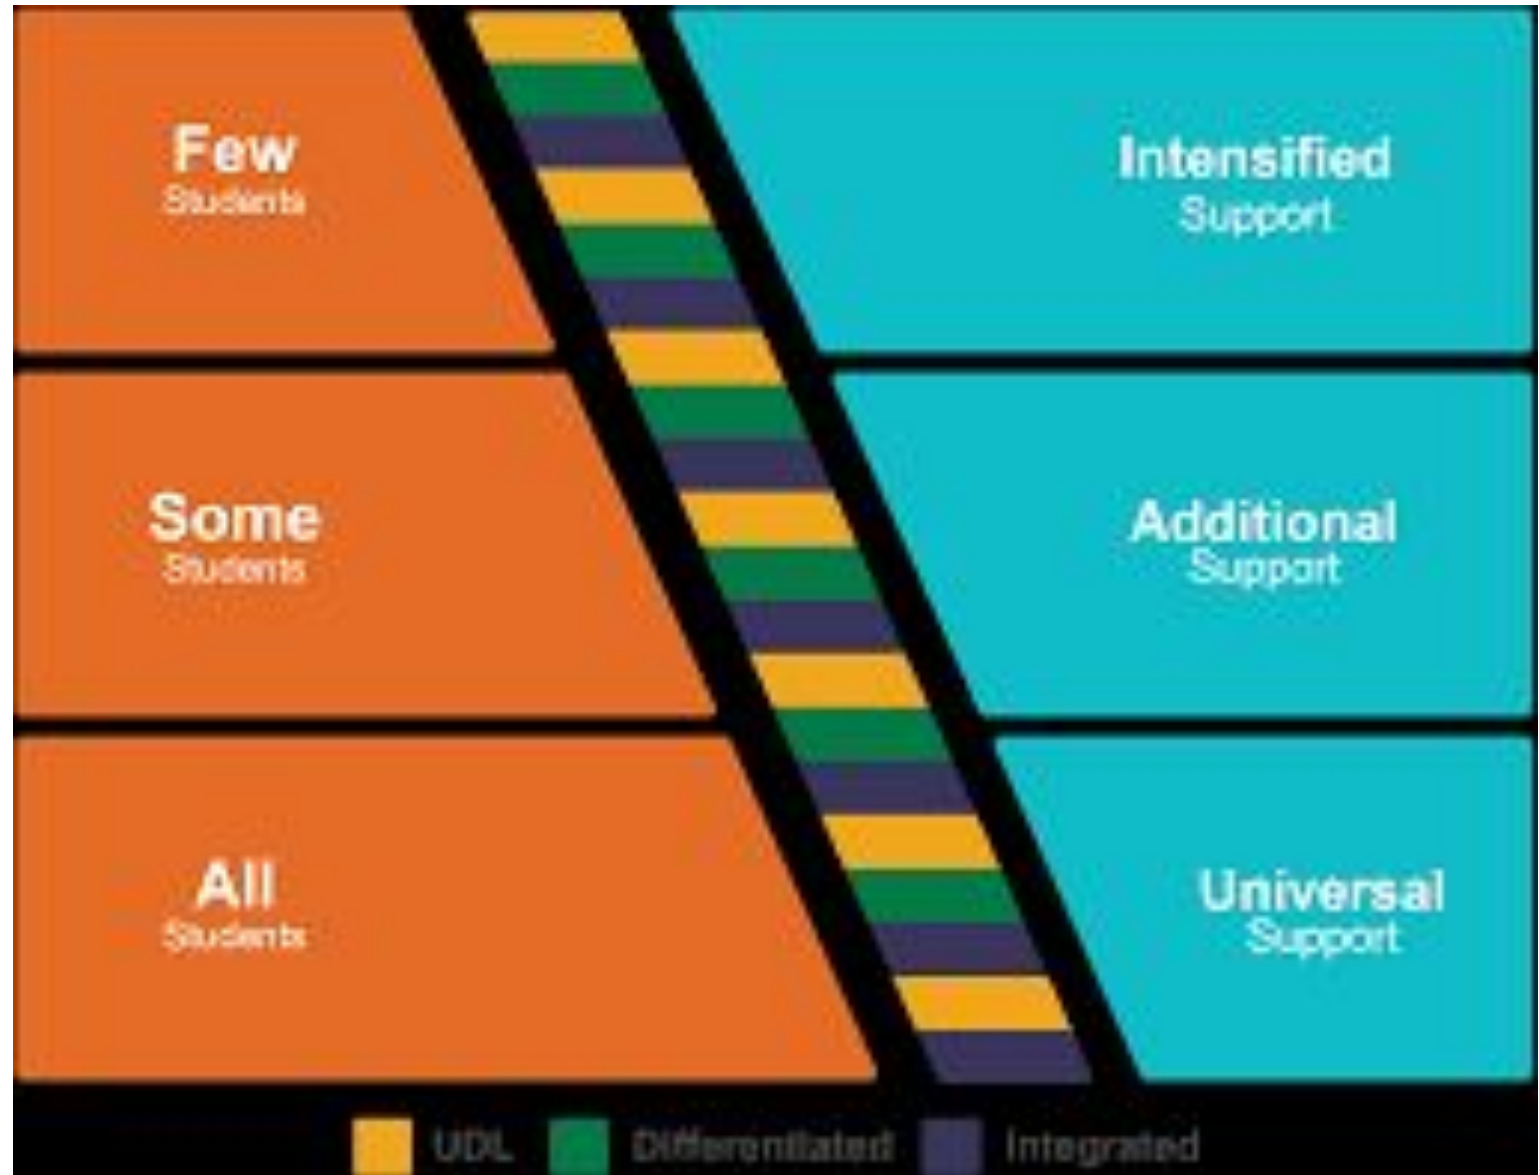 Few
Students
Intensified
Support
Some
Students
Additional
Support
All
Students
Universal
Support
UDL Differentiated Integrated